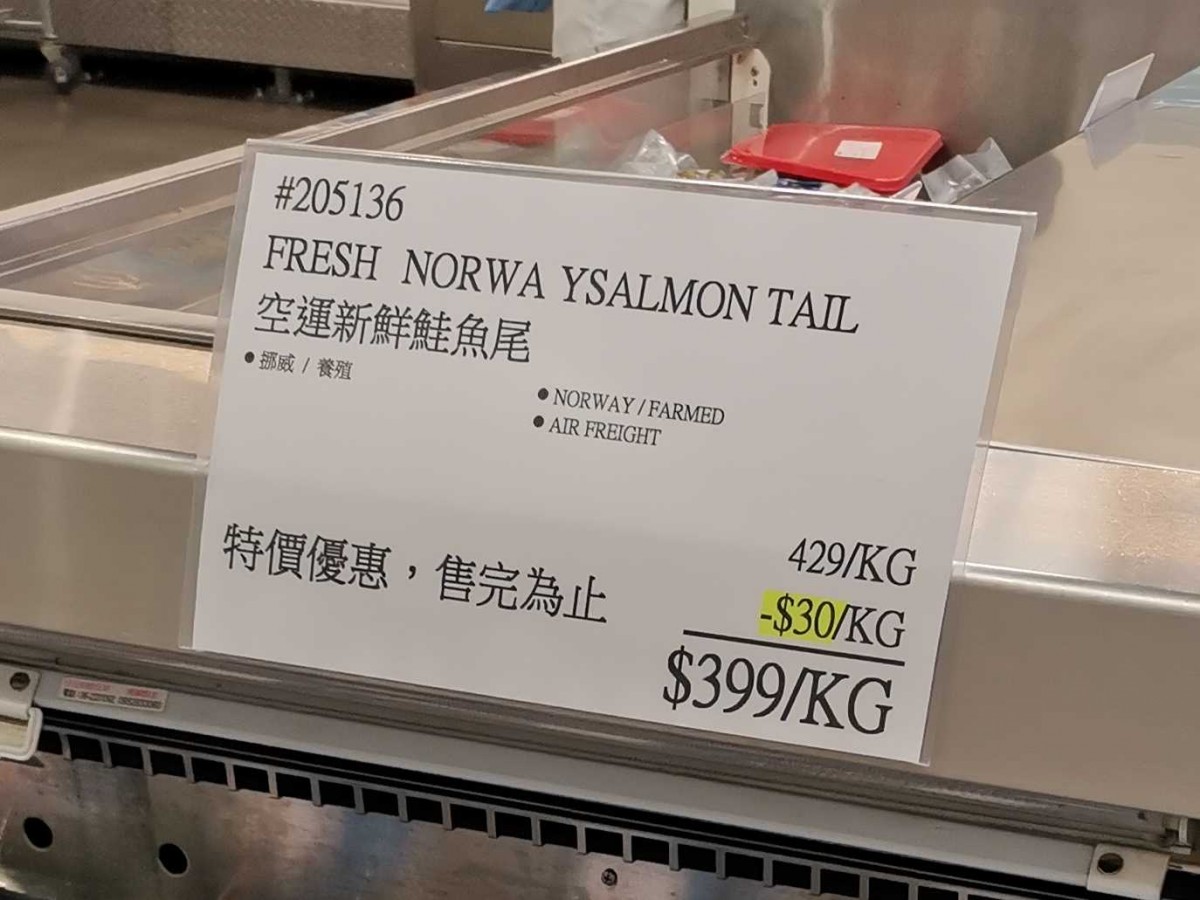 #205136
FRESH NORWA YSALMON TAIL
空運新鮮鮭魚尾
●挪威 / 養殖
●NORWAY / FARMED
●AIR FREIGHT
429/KG
特價優惠，售完為止
-$30/KG
$399/KG